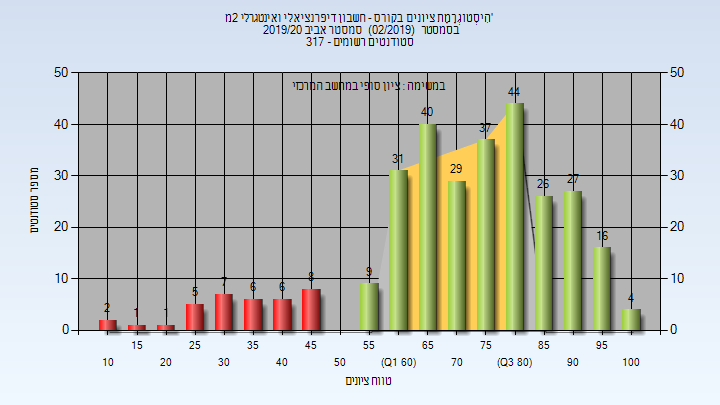 היסטוגרמת ציונים בקורס - חשבון דיפרנציאלי ואינטגרלי 2מ'
בסמסטר (02/2019) סמסטר אביב 2019/20
סטודנטים רשומים - 317
במשימה : ציון סופי במחשב המרכזי
50 50
40 40
30 30
20 20
10 10
0 0
מספר סטודנטים
2 1 1 5 7 6 6 8 9 31 40 29 37 44 26 27 16 4
15 25 35 45 55 65 75 85 95
10 20 30 40 50 (Q1 60) 70 (Q3 80) 90 100
טווח ציונים